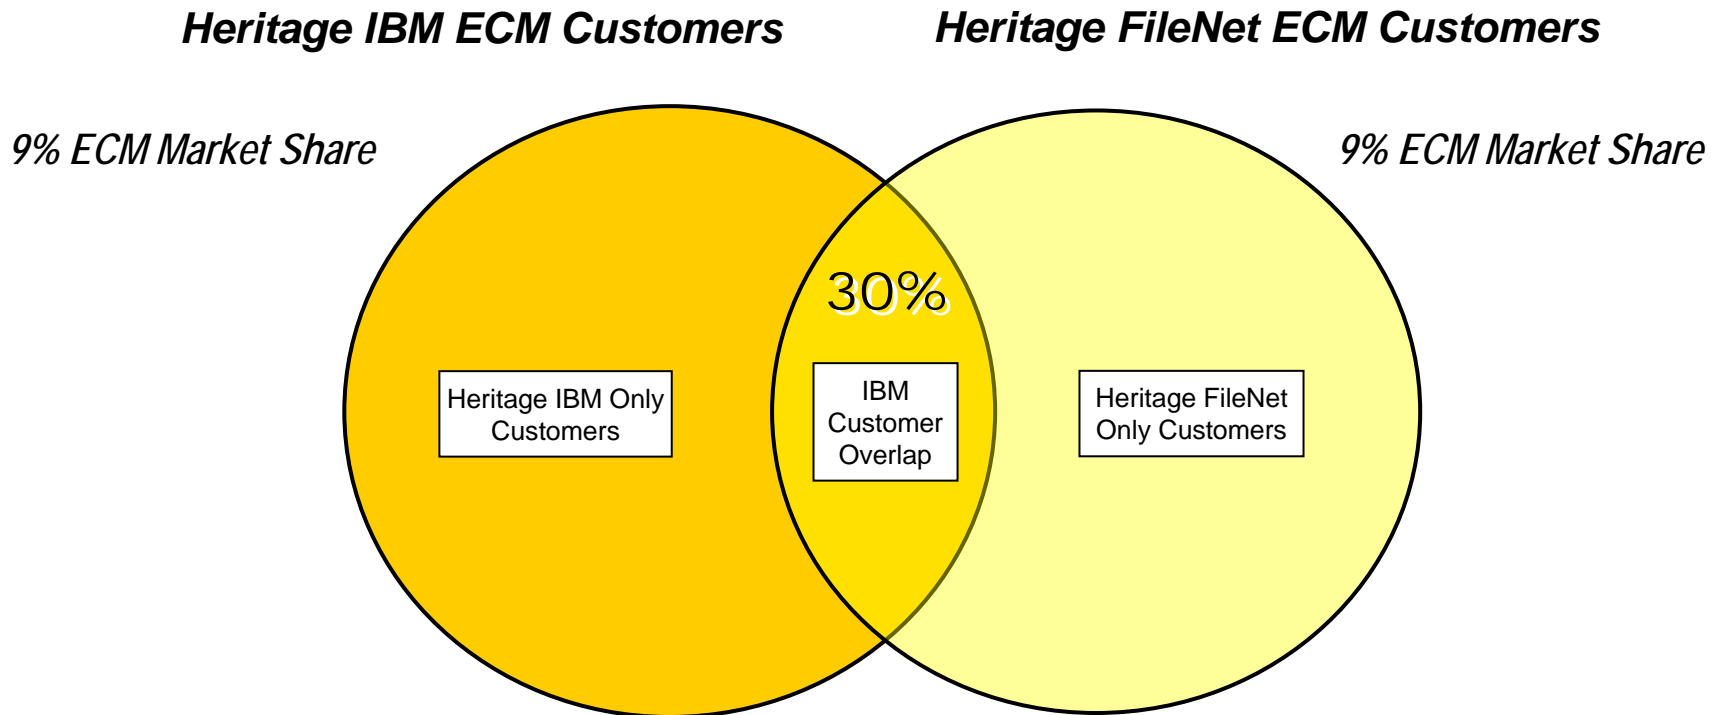 Heritage IBM ECM Customers
Heritage FileNet ECM Customers
9% ECM Market Share
9% ECM Market Share
30%
Heritage IBM Only
Customers
IBM
Customer
Overlap
Heritage FileNet
Only Customers